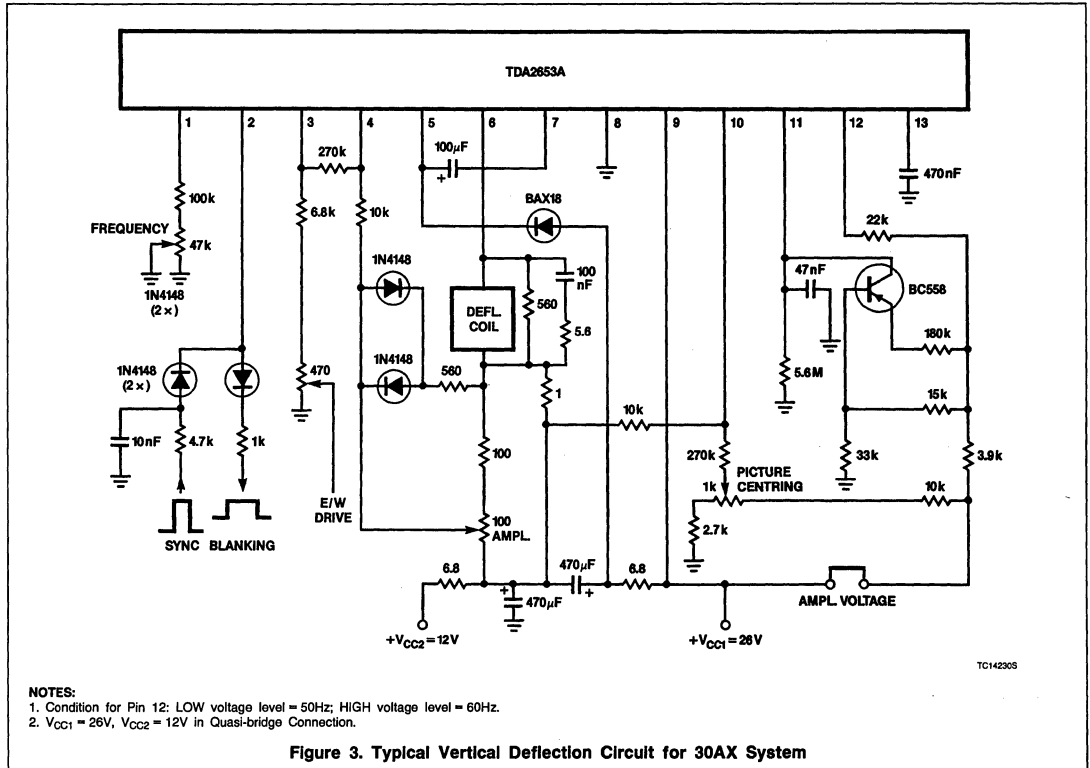 TDA2653A
1 2 3 4 5 6 7 8 9 10 11 12 13
270k
100μF
+
470nF
100k
6.8k
10k
BAX18
22k
FREQUENCY
47k
1N4148
(2×)
1N4148
100
nF
47nF
BC558
DEFL.
COIL
560
5.6
180k
1N4148
(2×)
470
1N4148
560
1
5.6M
15k
10nF
4.7k
1k
10k
100
270k
33k
3.9k
PICTURE
CENTRING
1k
10k
E/W
DRIVE
100
AMPL.
2.7k
SYNC BLANKING
6.8
470μF
+
6.8
+
470μF
AMPL. VOLTAGE
+VCC2 = 12V
+VCC1 = 26V
TC14230S
NOTES:
1. Condition for Pin 12: LOW voltage level = 50Hz; HIGH voltage level = 60Hz.
2. VCC1 = 26V, VCC2 = 12V in Quasi-bridge Connection.
Figure 3. Typical Vertical Deflection Circuit for 30AX System